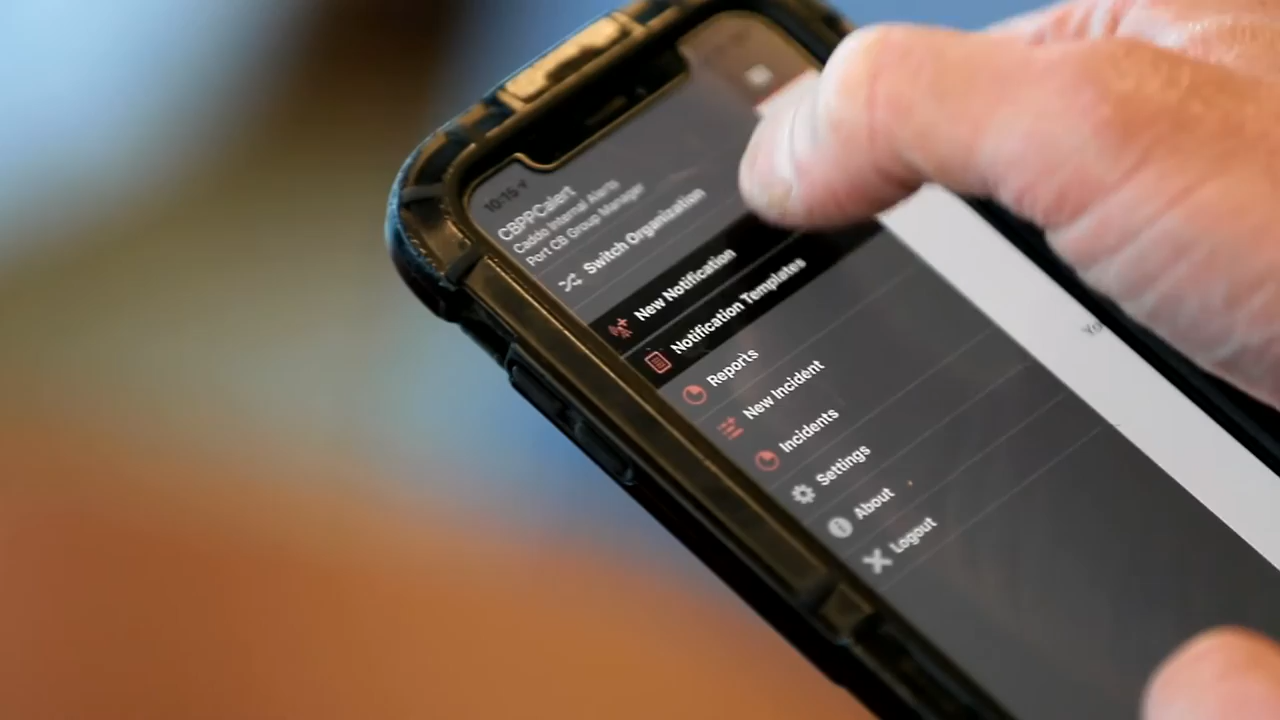 10:15
CBPPCalert
Caddo Internal Alerts
Port CB Group Manager
Switch Organization
New Notification
Notification Templates
Reports
New Incident
Incidents
Settings
About
Logout